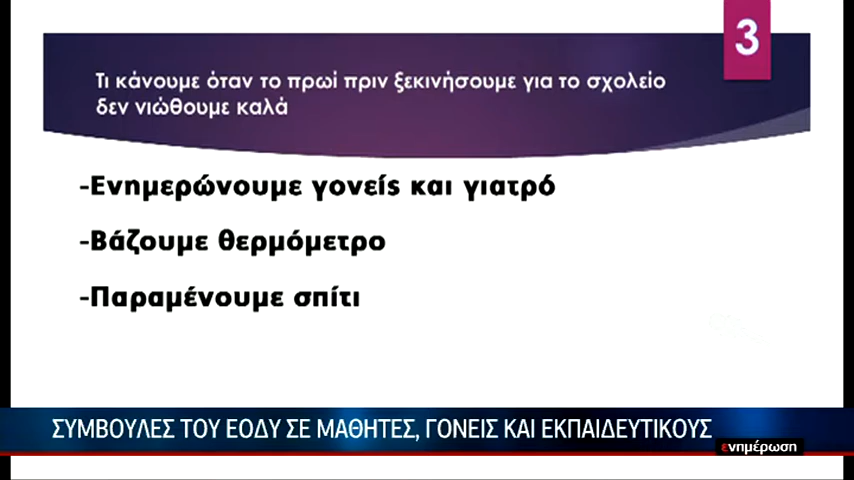 3
Τι κάνουμε όταν το πρωί πριν ξεκινήσουμε για το σχολείο
δεν νιώθουμε καλά
-Ενημερώνουμε γονείς και γιατρό
-Βάζουμε θερμόμετρο
-Παραμένουμε σπίτι
ΣΥΜΒΟΥΛΕΣ ΤΟΥ ΕΟΔΥ ΣΕ ΜΑΘΗΤΕΣ, ΓΟΝΕΙΣ ΚΑΙ ΕΚΠΑΙΔΕΥΤΙΚΟΥΣ
ενημέρωση